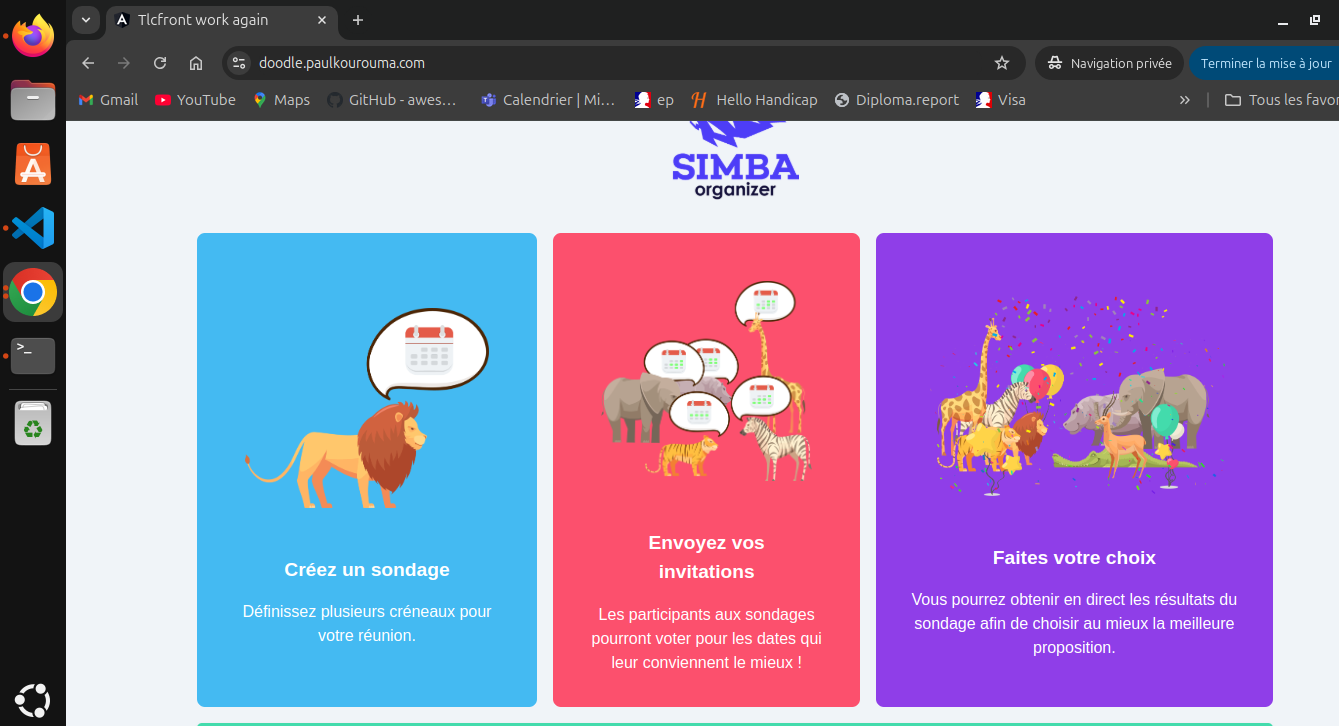 Tlcfront work again
doodle.paulkourouma.com
Navigation privée
Terminer la mise à jour
Gmail
YouTube
Maps
GitHub - awes…
Calendrier | Mi…
ep
Hello Handicap
Diploma.report
Visa
Tous les favor
SIMBA
organizer
Créez un sondage
Définissez plusieurs créneaux pour
votre réunion.
Envoyez vos
invitations
Les participants aux sondages
pourront voter pour les dates qui
leur conviennent le mieux !
Faites votre choix
Vous pourrez obtenir en direct les résultats du
sondage afin de choisir au mieux la meilleure
proposition.